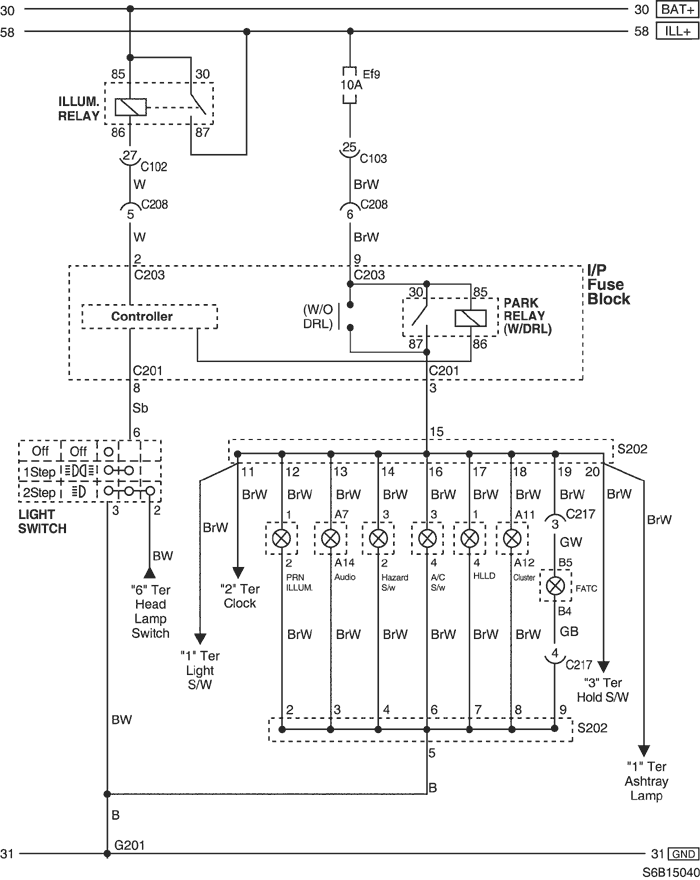 30 30 BAT+
58 58 ILL+
85 30
Ef9
10A
ILLUM.
RELAY
86 87
27 C102
25 C103
W BrW
C208 C208
5 6
W BrW
2 9
C203 C203
I/P
Fuse
Block
Controller
(W/O
DRL)
30 85
PARK
RELAY
(W/DRL)
87 86
C201 C201
8 3
Sb
6 15
S202
Off Off
1Step
2Step
3 2
LIGHT
SWITCH
11 12 13 14 16 17 18 19 20
BrW BrW BrW BrW BrW BrW BrW BrW
BrW BrW
C217
3
1 A7 3 3 1 A11
GW
2 A14 2 4 4 A12
B5
PRN
ILLUM.
Audio
Hazard
S/w
A/C
S/w
HLLD
Cluster
FATC
B4
BW
"6" Ter
Head
Lamp
Switch
"2" Ter
Clock
"1" Ter
Light
S/W
BrW BrW BrW BrW BrW BrW GB
4 C217
"3" Ter
Hold S/W
2 3 4 6 7 8 9
S202
BW
5
"1" Ter
Ashtray
Lamp
B
B
G201
31 31 GND
S6B15040